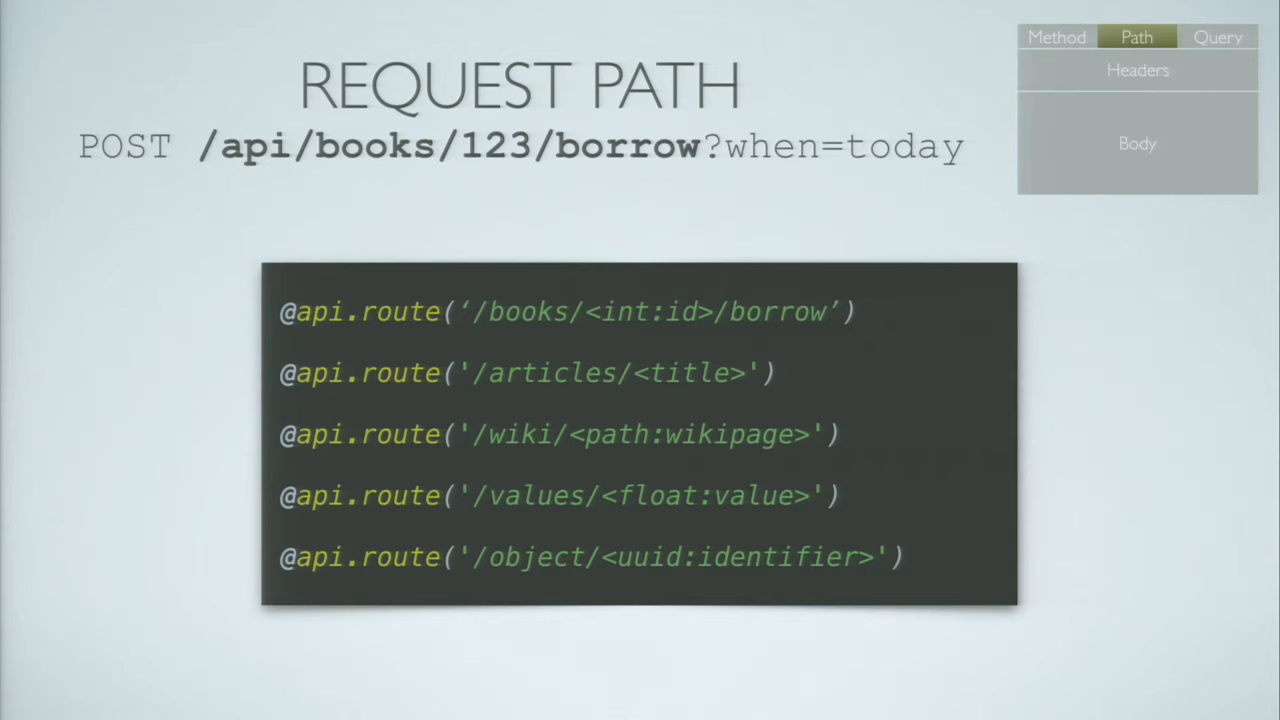 REQUEST PATH
POST /api/books/123/borrow?when=today
Method Path Query
Headers
Body
@api.route(‘/books/<int:id>/borrow’)
@api.route('/articles/<title>')
@api.route('/wiki/<path:wikipage>')
@api.route('/values/<float:value>')
@api.route('/object/<uuid:identifier>')